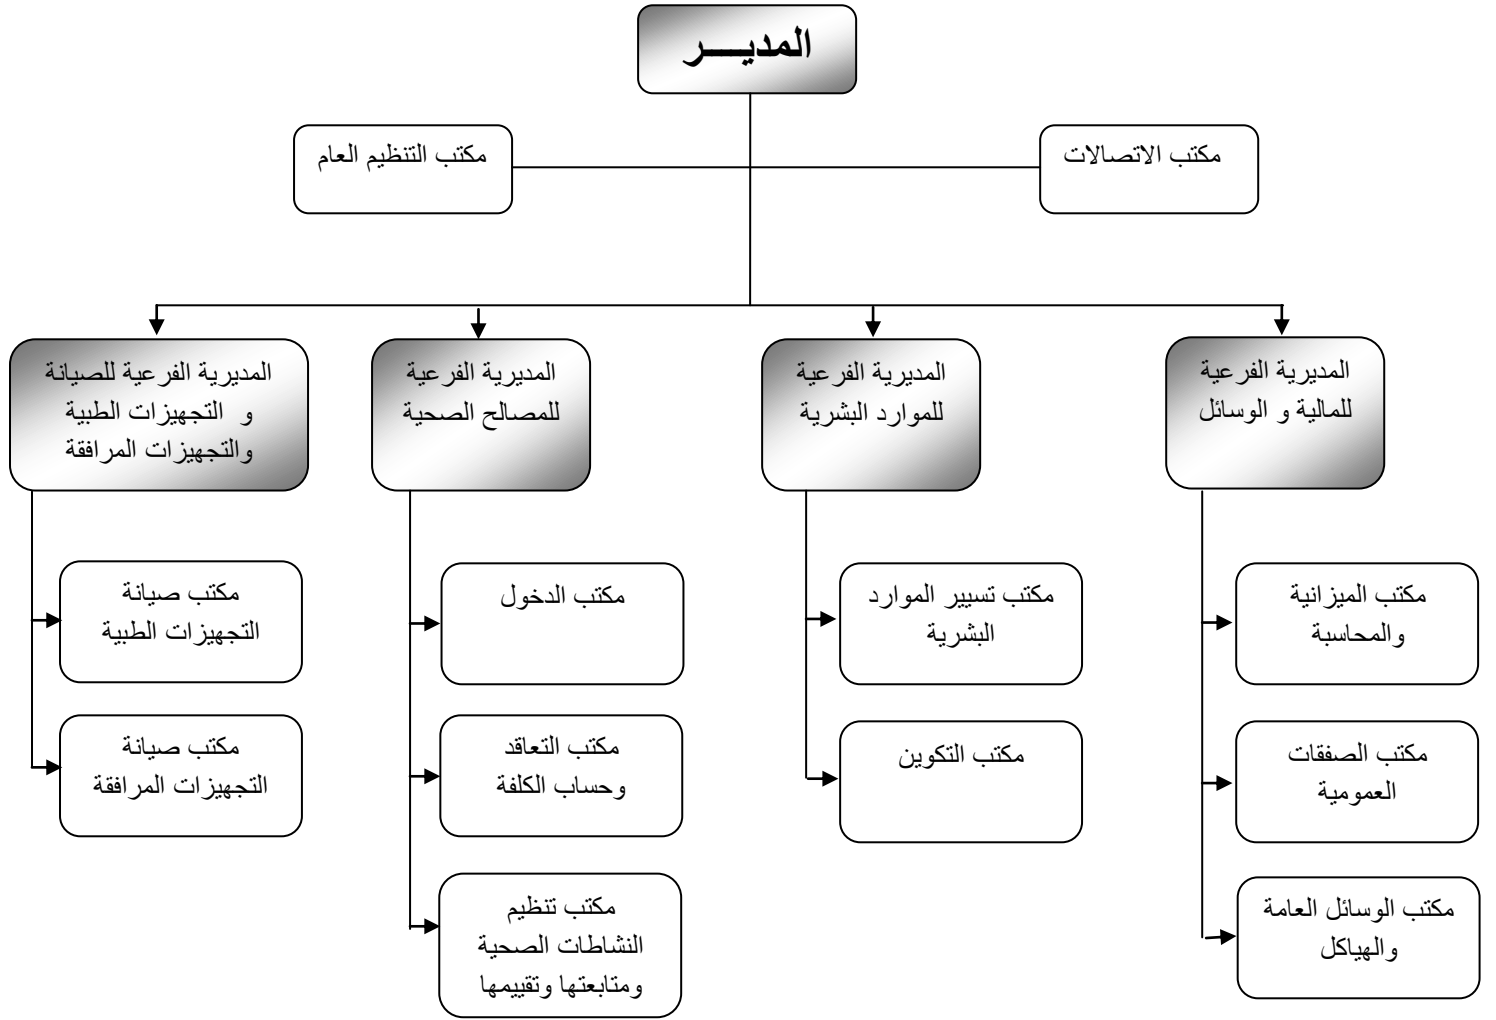 المديـــر
مكتب الاتصالات
مكتب التنظيم العام
المديرية الفرعية
للمالية و الوسائل
المديرية الفرعية
للموارد البشرية
المديرية الفرعية
للمصالح الصحية
المديرية الفرعية للصيانة
و التجهيزات الطبية
والتجهيزات المرافقة
مكتب الميزانية
والمحاسبة
مكتب الصفقات
العمومية
مكتب الوسائل العامة
والهياكل
مكتب تسيير الموارد
البشرية
مكتب التكوين
مكتب الدخول
مكتب التعاقد
وحساب الكلفة
مكتب تنظيم
النشاطات الصحية
ومتابعتها وتقييمها
مكتب صيانة
التجهيزات الطبية
مكتب صيانة
التجهيزات المرافقة